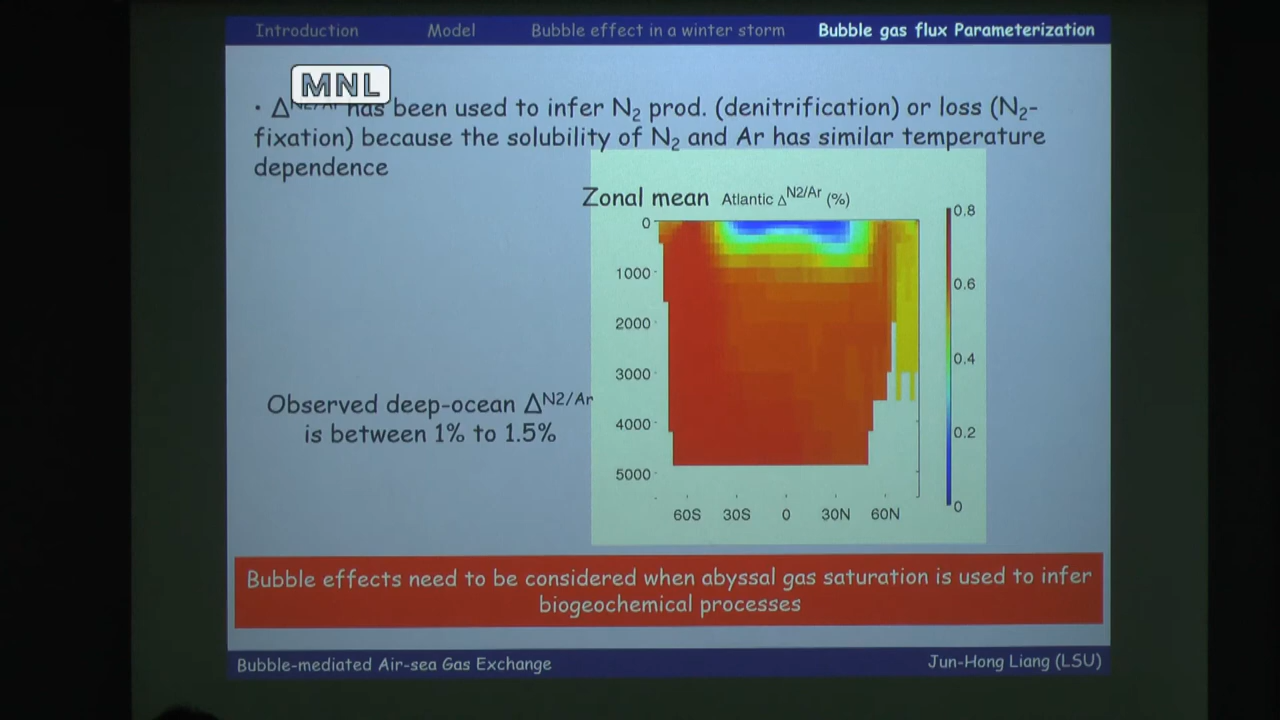 Introduction Model Bubble effect in a winter storm Bubble gas flux Parameterization
MNL
• Δ^N2/Ar has been used to infer N₂ prod. (denitrification) or loss (N₂-
fixation) because the solubility of N₂ and Ar has similar temperature
dependence
Zonal mean Atlantic Δ^N2/Ar (%)
0
1000
2000
3000
4000
5000
60S 30S 0 30N 60N
0.8
0.6
0.4
0.2
0
Observed deep-ocean Δ^N2/Ar
is between 1% to 1.5%
Bubble effects need to be considered when abyssal gas saturation is used to infer
biogeochemical processes
Bubble-mediated Air-sea Gas Exchange Jun-Hong Liang (LSU)